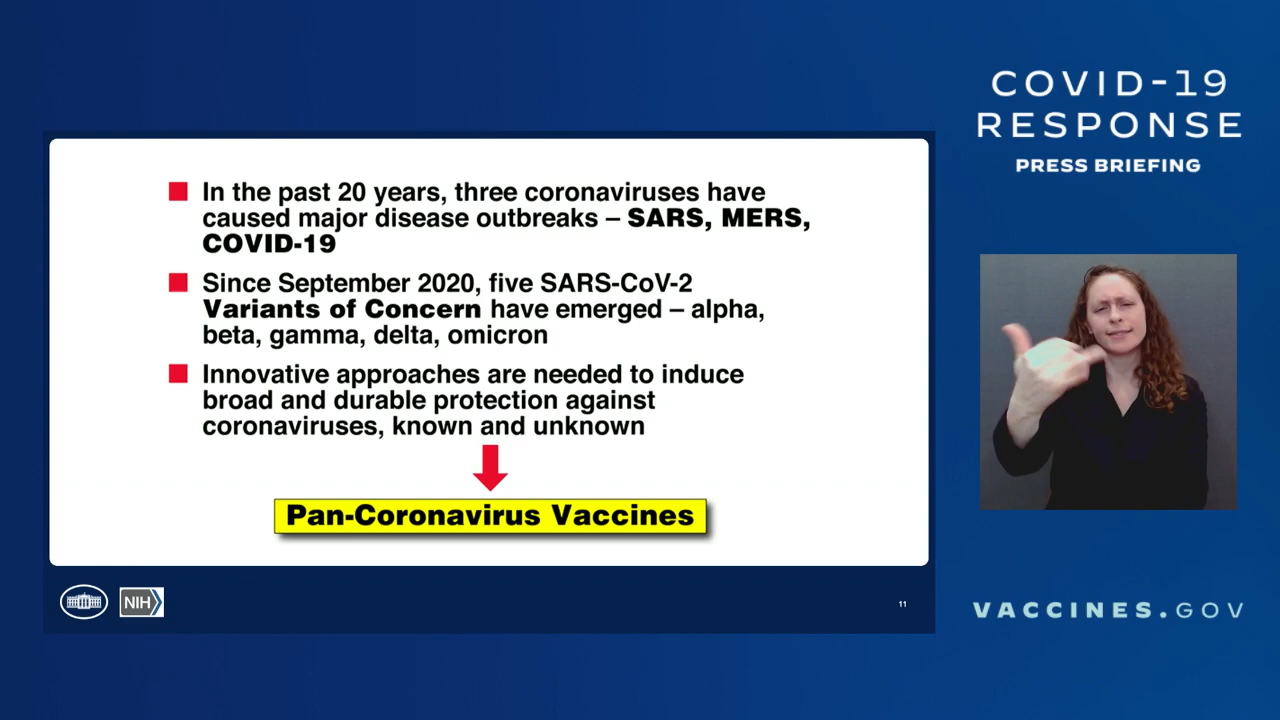 COVID-19
RESPONSE
PRESS BRIEFING
In the past 20 years, three coronaviruses have
caused major disease outbreaks – SARS, MERS,
COVID-19
Since September 2020, five SARS-CoV-2
Variants of Concern have emerged – alpha,
beta, gamma, delta, omicron
Innovative approaches are needed to induce
broad and durable protection against
coronaviruses, known and unknown
Pan-Coronavirus Vaccines
NIH
11
VACCINES.GOV